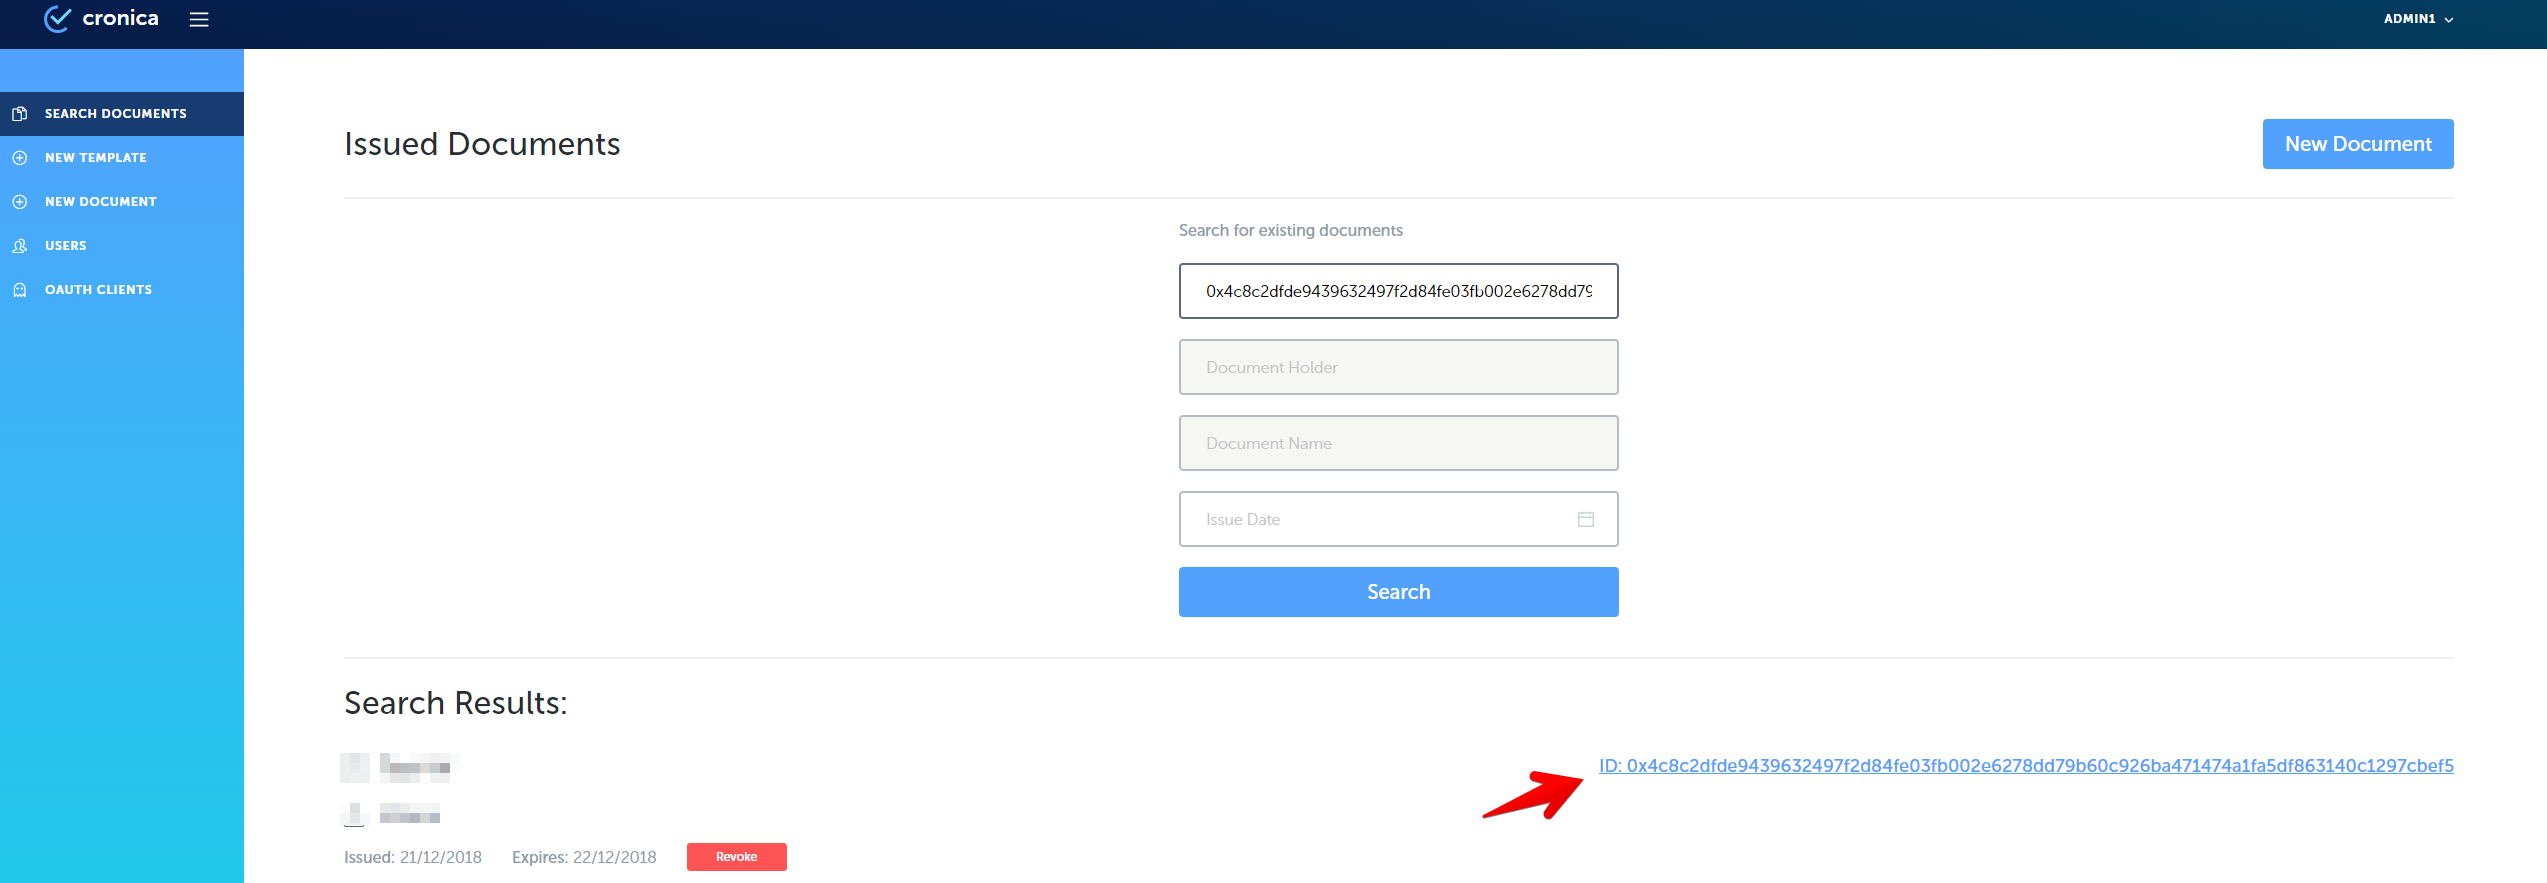 cronica
ADMIN1
SEARCH DOCUMENTS
NEW TEMPLATE
NEW DOCUMENT
USERS
OAUTH CLIENTS
Issued Documents
New Document
Search for existing documents
0x4c8c2dfde9439632497f2d84fe03fb002e6278dd79
Document Holder
Document Name
Issue Date
Search
Search Results:
ID: 0x4c8c2dfde9439632497f2d84fe03fb002e6278dd79b60c926ba471474a1fa5df863140c1297cbef5
Issued: 21/12/2018 Expires: 22/12/2018 Revoke